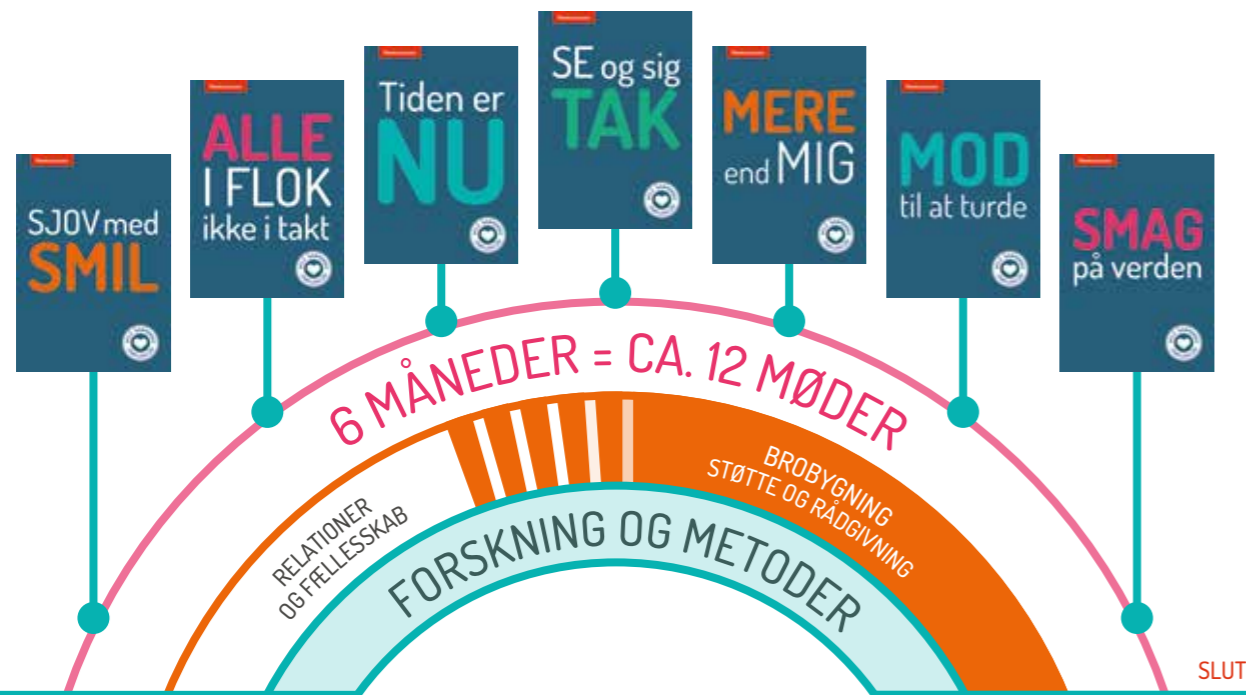 SJOV med
SMIL
ALLE
I FLOK
ikke i takt
Tiden er
NU
SE og sig
TAK
MERE
end MIG
MOD
til at turde
SMAG
på verden
6 MÅNEDER = CA. 12 MØDER
RELATIONER
OG FÆLLESSKAB
BROBYGNING
STØTTE OG RÅDGIVNING
FORSKNING OG METODER
SLUT